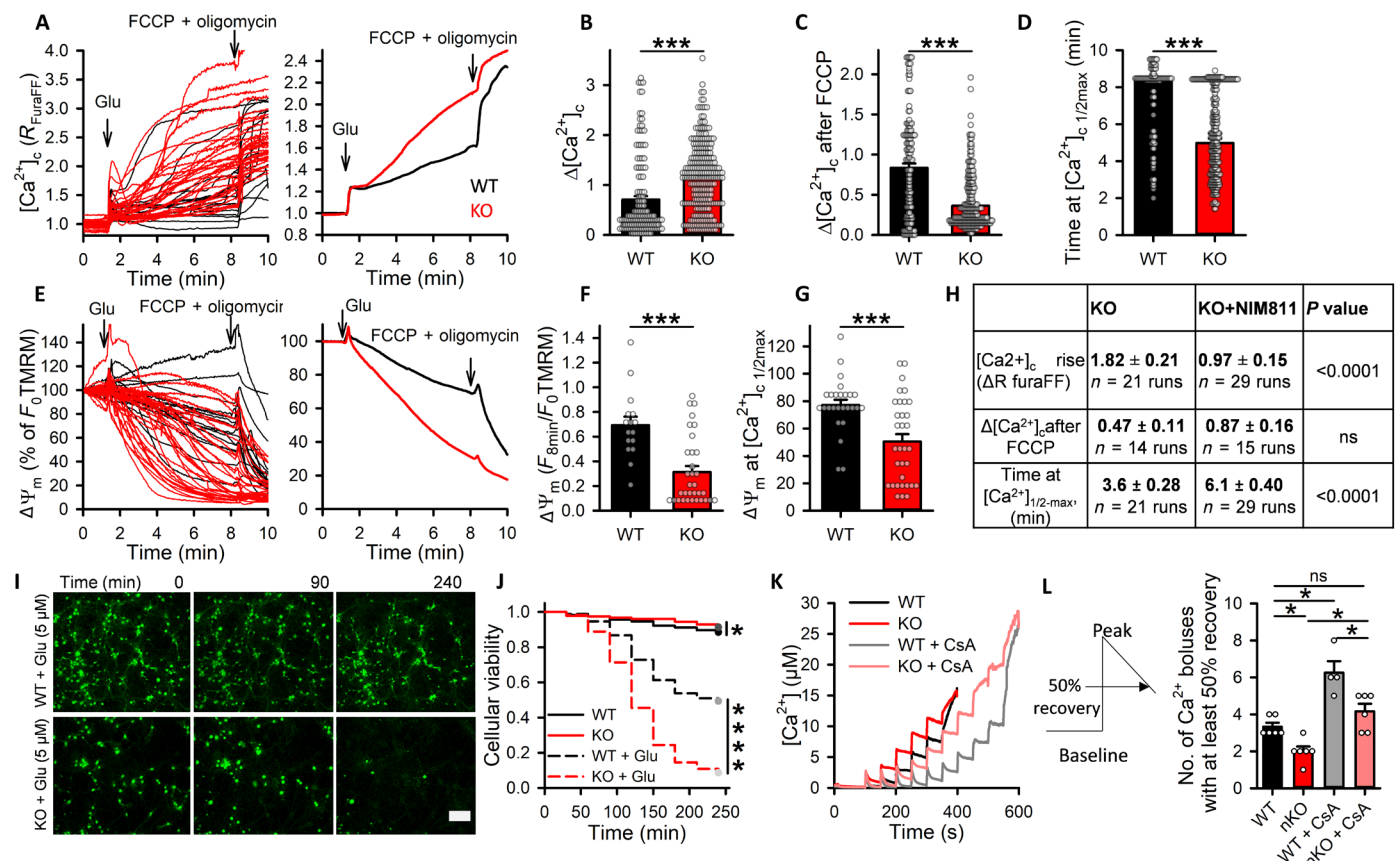 A
FCCP + oligomycin
[Ca²⁺]c (R FuraFF)
4.0
3.5
3.0
2.5
2.0
1.5
1.0
Glu
0 2 4 6 8 10
Time (min)
FCCP + oligomycin
2.4
2.2
2.0
1.8
1.6
1.4
1.2
1.0
0.8
Glu
WT
KO
0 2 4 6 8 10
Time (min)
B
***
Δ[Ca²⁺]c
3
2
1
0
WT KO
C
***
Δ[Ca²⁺]c after FCCP
2.0
1.5
1.0
0.5
0.0
WT KO
D
***
Time at [Ca²⁺]c 1/2max (min)
10
8
6
4
2
0
WT KO
E
Glu
FCCP + oligomycin
ΔΨm (% of F0 TMRM)
140
120
100
80
60
40
20
0
0 2 4 6 8 10
Time (min)
Glu
FCCP + oligomycin
100
80
60
40
20
0
0 2 4 6 8 10
Time (min)
F
***
ΔΨm (F8min/F0 TMRM)
1.4
1.2
1.0
0.8
0.6
0.4
0.2
0.0
WT KO
G
***
ΔΨm at [Ca²⁺]c 1/2max
140
120
100
80
60
40
20
0
WT KO
H
KO KO+NIM811 P value
[Ca2+]c rise (ΔR furaFF) 1.82 ± 0.21 n = 21 runs 0.97 ± 0.15 n = 29 runs <0.0001
Δ[Ca²⁺]c after FCCP 0.47 ± 0.11 n = 14 runs 0.87 ± 0.16 n = 15 runs ns
Time at [Ca²⁺]1/2-max, (min) 3.6 ± 0.28 n = 21 runs 6.1 ± 0.40 n = 29 runs <0.0001
I
Time (min) 0 90 240
WT + Glu (5 µM)
KO + Glu (5 µM)
J
Cellular viability
1.0
0.8
0.6
0.4
0.2
0.0
WT
KO
WT + Glu
KO + Glu
*
****
0 50 100 150 200 250
Time (min)
K
[Ca²⁺] (µM)
30
25
20
15
10
5
0
WT
KO
WT + CsA
KO + CsA
0 200 400 600
Time (s)
L
Peak
50%
recovery
Baseline
No. of Ca²⁺ boluses
with at least 50% recovery
10
8
6
4
2
0
ns
*
* *
*
WT
nKO
WT + CsA